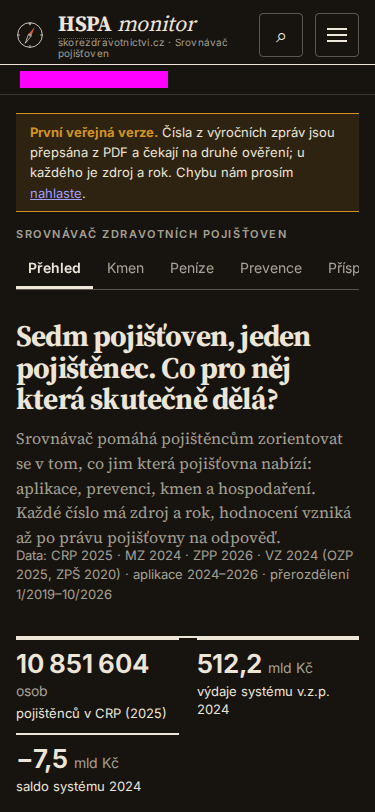 HSPA monitor
skorezdravotnictvi.cz · Srovnávač
pojišťoven
První veřejná verze. Čísla z výročních zpráv jsou
přepsána z PDF a čekají na druhé ověření; u
každého je zdroj a rok. Chybu nám prosím
nahlaste.
SROVNÁVAČ ZDRAVOTNÍCH POJIŠŤOVEN
Přehled Kmen Peníze Prevence Přísp
Sedm pojišťoven, jeden
pojištěnec. Co pro něj
která skutečně dělá?
Srovnávač pomáhá pojištěncům zorientovat
se v tom, co jim která pojišťovna nabízí:
aplikace, prevenci, kmen a hospodaření.
Každé číslo má zdroj a rok, hodnocení vzniká
až po právu pojišťovny na odpověď.
Data: CRP 2025 · MZ 2024 · ZPP 2026 · VZ 2024 (OZP
2025, ZPŠ 2020) · aplikace 2024–2026 · přerozdělení
1/2019–10/2026
10 851 604
osob
pojištěnců v CRP (2025)
512,2 mld Kč
výdaje systému v.z.p.
2024
−7,5 mld Kč
saldo systému 2024